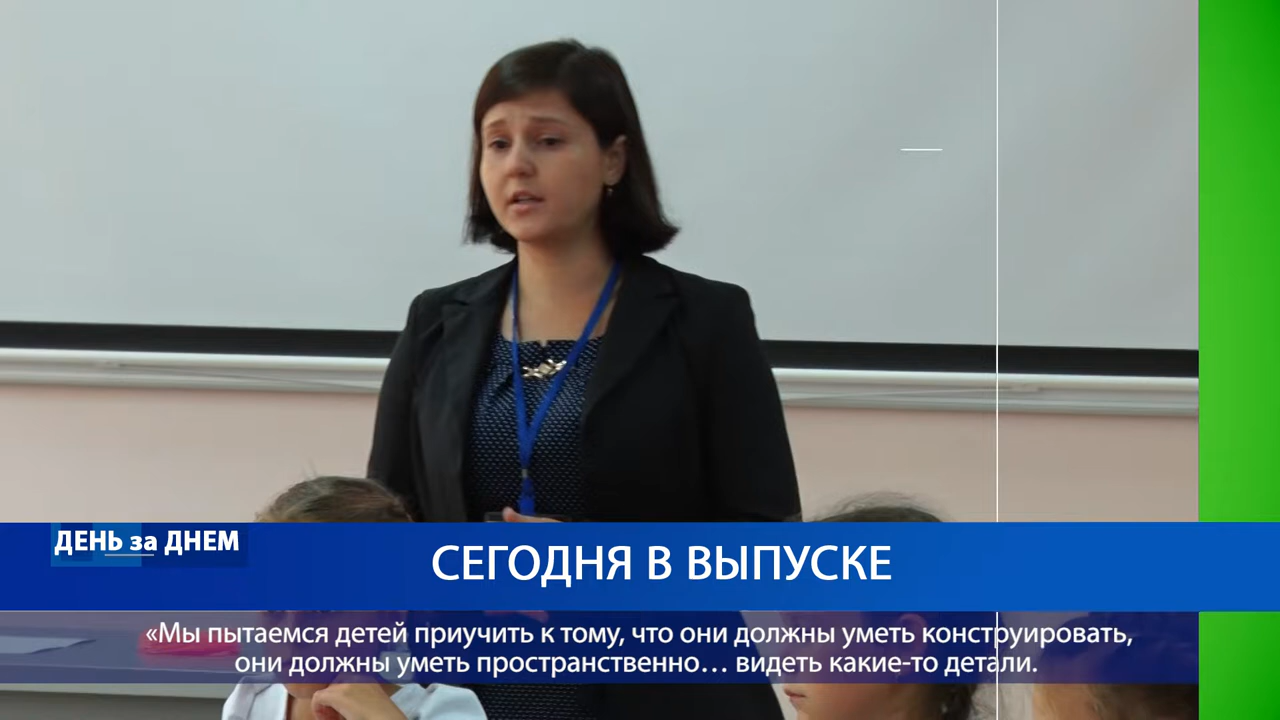 ДЕНЬ за ДНЕМ
СЕГОДНЯ В ВЫПУСКЕ
«Мы пытаемся детей приучить к тому, что они должны уметь конструировать,
они должны уметь пространственно… видеть какие-то детали.